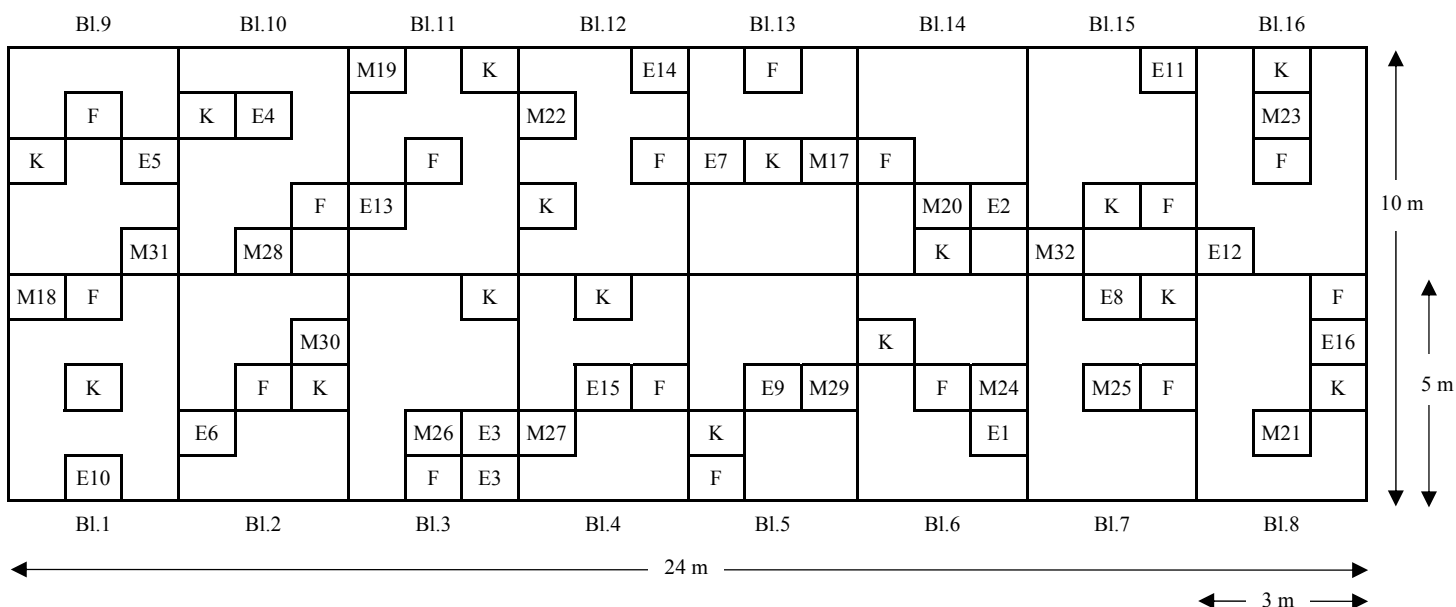 Bl.9 Bl.10 Bl.11 Bl.12 Bl.13 Bl.14 Bl.15 Bl.16
M19 K E14 F E11 K
F K E4 M22 M23
K E5 F F E7 K M17 F F
F E13 K M20 E2 K F
M31 M28 K M32 E12
10 m
M18 F K K E8 K F
M30 K E16
K F K E15 F E9 M29 F M24 M25 F K
5 m
E6 M26 E3 M27 K E1 M21
E10 F E3 F
Bl.1 Bl.2 Bl.3 Bl.4 Bl.5 Bl.6 Bl.7 Bl.8
24 m
3 m